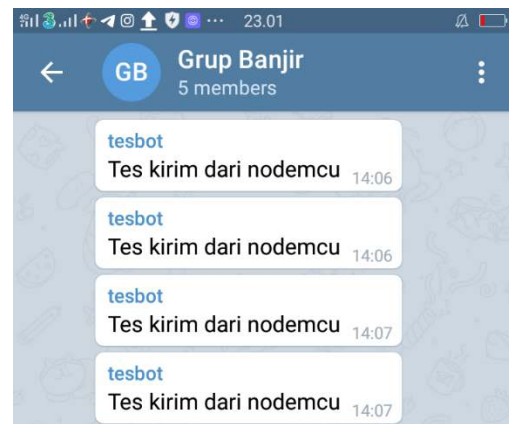 23.01
GB
Grup Banjir
5 members
tesbot
Tes kirim dari nodemcu 14:06
tesbot
Tes kirim dari nodemcu 14:06
tesbot
Tes kirim dari nodemcu 14:07
tesbot
Tes kirim dari nodemcu 14:07